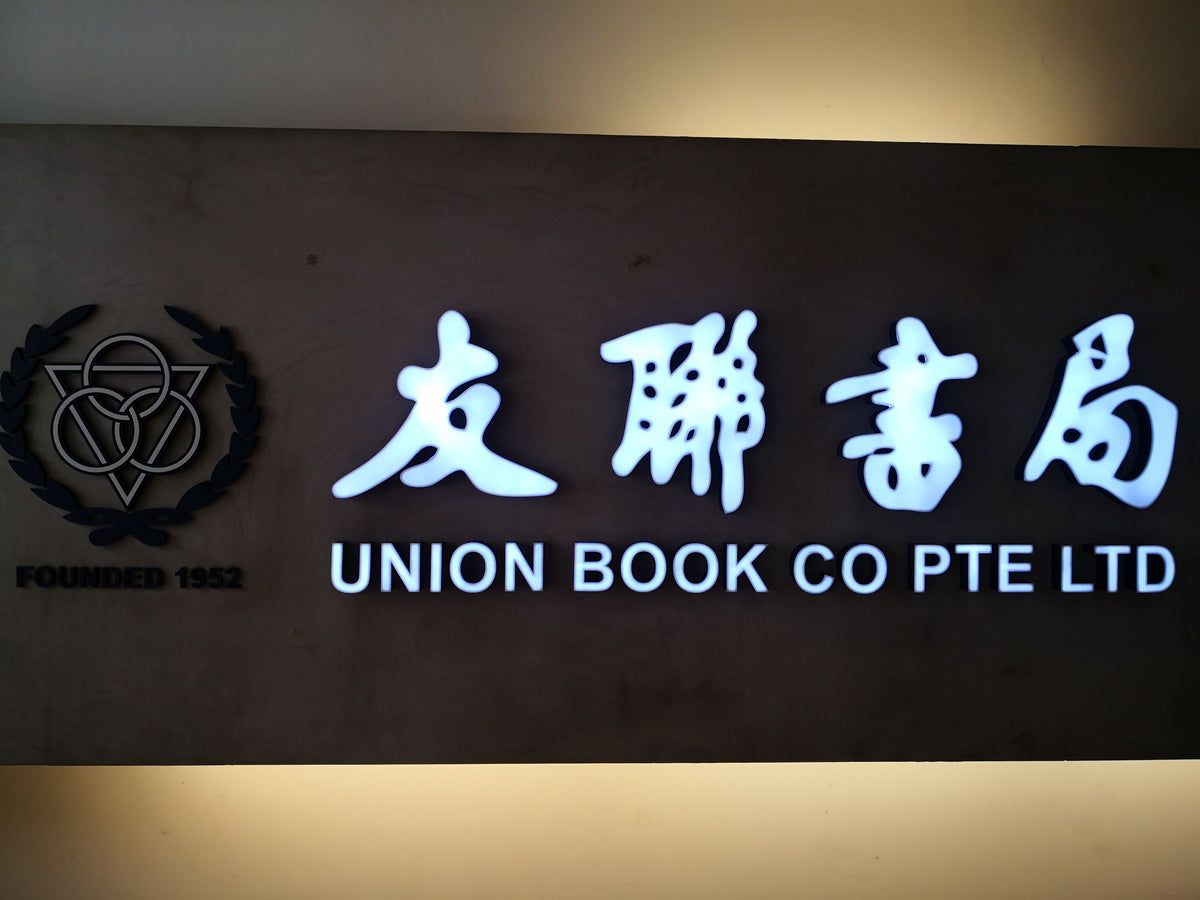 友聯書局
UNION BOOK CO PTE LTD
FOUNDED 1952